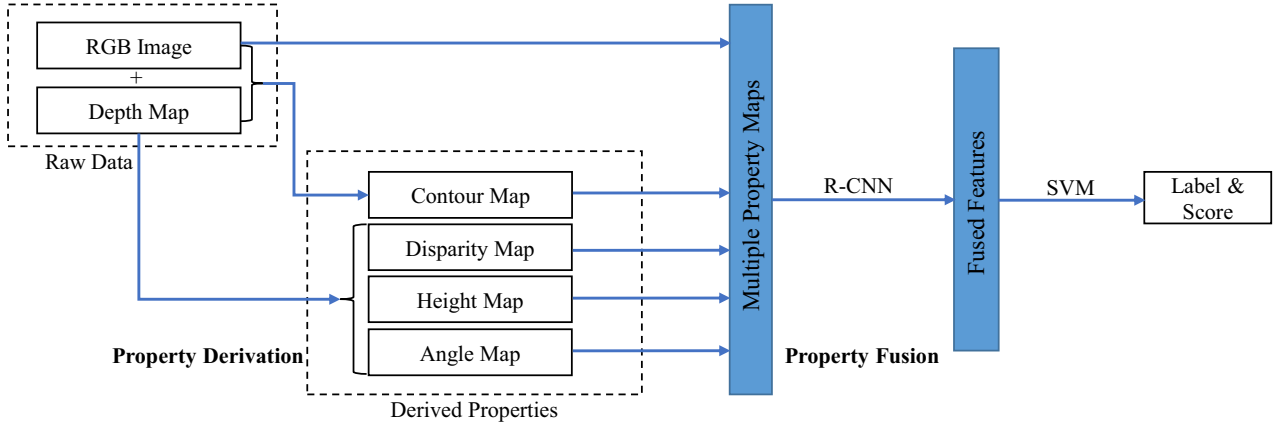 RGB Image
+
Depth Map
Raw Data
Contour Map
Disparity Map
Height Map
Angle Map
Property Derivation
Derived Properties
Multiple Property Maps
R-CNN
Property Fusion
Fused Features
SVM
Label &
Score